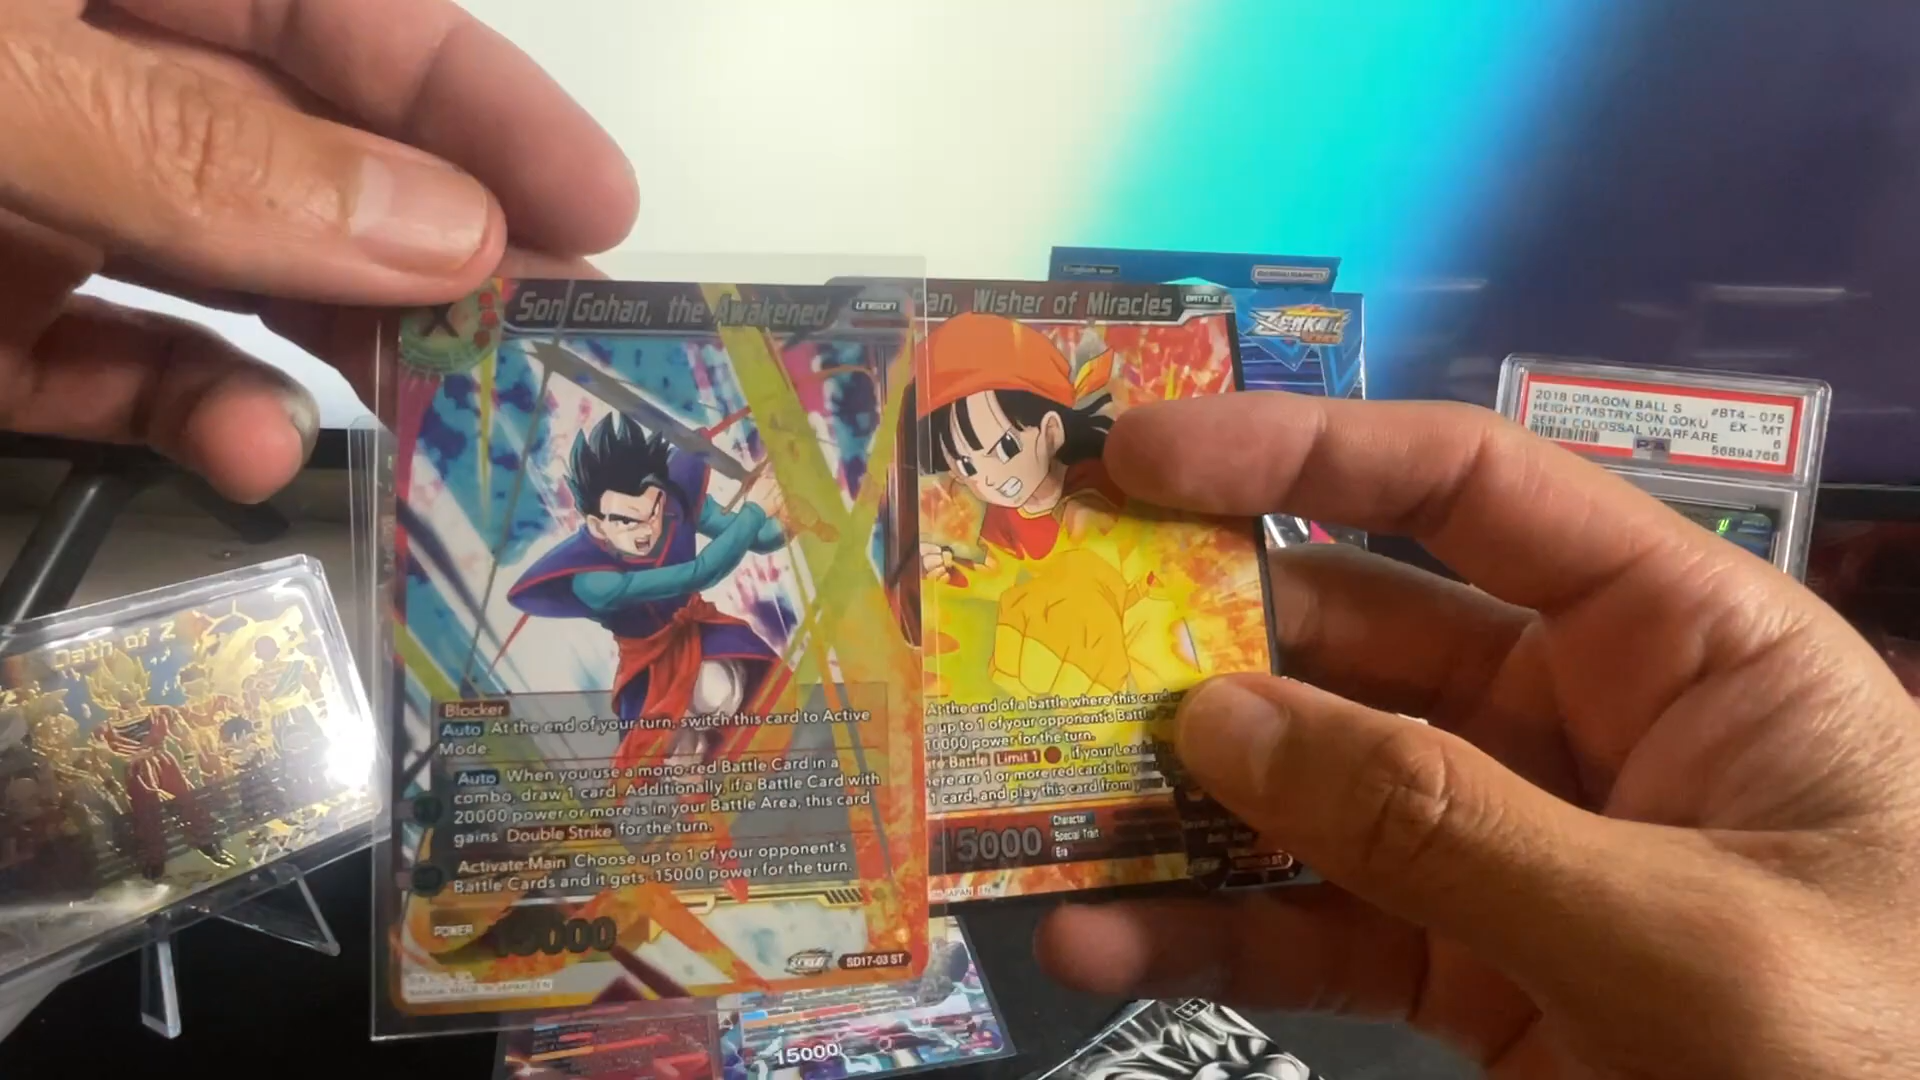 Son Gohan, the Awakened
UNISON
Blocker
Auto At the end of your turn, switch this card to Active
Mode.
Auto When you use a mono-red Battle Card in a
combo, draw 1 card. Additionally, if a Battle Card with
20000 power or more is in your Battle Area, this card
gains Double Strike for the turn.
Activate:Main Choose up to 1 of your opponent's
Battle Cards and it gets -15000 power for the turn.
POWER
15000
SD17-03 ST
an, Wisher of Miracles
BATTLE
At the end of a battle where this card
up to 1 of your opponent's Battle
10000 power for the turn.
Battle Limit 1 , if your Leader
here are 1 or more red cards in
1 card, and play this card from
15000
Character
Special Trait
Era
JAPAN EN
English ver.
ZENKAI
2018 DRAGON BALL S #BT4-075
HEIGHT/MSTRY.SON GOKU EX-MT
SER.4 COLOSSAL WARFARE 6
PSA 56894766
Oath of Z
15000